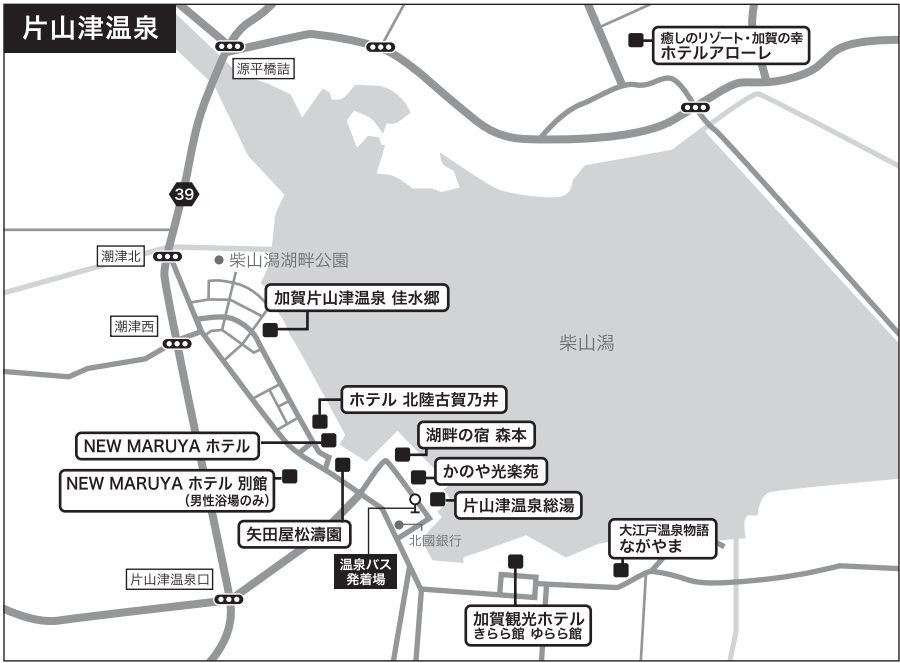 片山津温泉
癒しのリゾート・加賀の幸
ホテルアローレ
源平橋詰
39
潮津北
柴山潟湖畔公園
加賀片山津温泉 佳水郷
潮津西
柴山潟
ホテル 北陸古賀乃井
湖畔の宿 森本
NEW MARUYA ホテル
かのや光楽苑
NEW MARUYA ホテル 別館
(男性浴場のみ)
片山津温泉総湯
矢田屋松濤園
北國銀行
大江戸温泉物語
ながやま
温泉バス
発着場
片山津温泉口
加賀観光ホテル
きらら館 ゆらら館